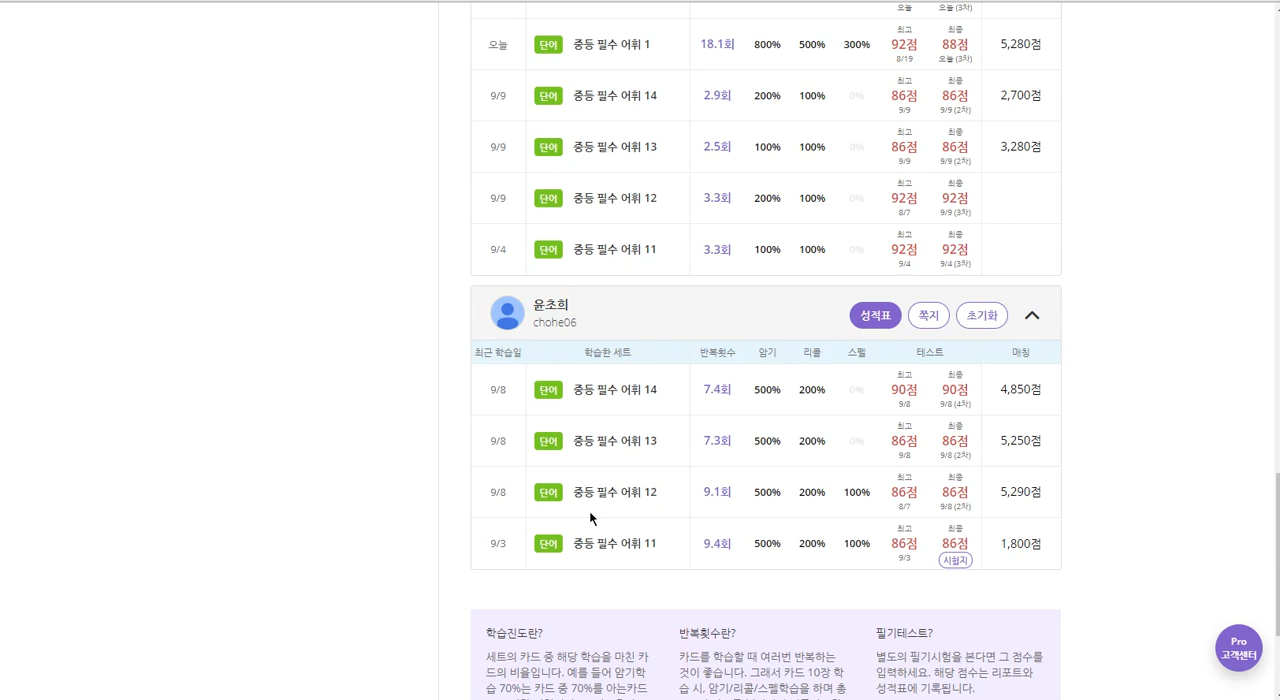 오늘 오늘 (3차)
최고 최종
오늘 단어 중등 필수 어휘 1 18.1회 800% 500% 300% 92점 88점 5,280점
8/19 오늘 (3차)
최고 최종
9/9 단어 중등 필수 어휘 14 2.9회 200% 100% 0% 86점 86점 2,700점
9/9 9/9 (2차)
최고 최종
9/9 단어 중등 필수 어휘 13 2.5회 100% 100% 0% 86점 86점 3,280점
9/9 9/9 (2차)
최고 최종
9/9 단어 중등 필수 어휘 12 3.3회 200% 100% 0% 92점 92점
8/7 9/9 (3차)
최고 최종
9/4 단어 중등 필수 어휘 11 3.3회 100% 100% 0% 92점 92점
9/4 9/4 (3차)
윤초희
chohe06
성적표 쪽지 초기화
최근 학습일 학습한 세트 반복횟수 암기 리콜 스펠 테스트 매칭
최고 최종
9/8 단어 중등 필수 어휘 14 7.4회 500% 200% 0% 90점 90점 4,850점
9/8 9/8 (4차)
최고 최종
9/8 단어 중등 필수 어휘 13 7.3회 500% 200% 0% 86점 86점 5,250점
9/8 9/8 (2차)
최고 최종
9/8 단어 중등 필수 어휘 12 9.1회 500% 200% 100% 86점 86점 5,290점
8/7 9/8 (2차)
최고 최종
9/3 단어 중등 필수 어휘 11 9.4회 500% 200% 100% 86점 86점 1,800점
9/3 시험지
학습진도란?
세트의 카드 중 해당 학습을 마친 카
드의 비율입니다. 예를 들어 암기학
습 70%는 카드 중 70%를 아는카드
반복횟수란?
카드를 학습할 때 여러번 반복하는
것이 좋습니다. 그래서 카드 10장 학
습 시, 암기/리콜/스펠학습을 하며 총
필기테스트?
별도의 필기시험을 본다면 그 점수를
입력하세요. 해당 점수는 리포트와
성적표에 기록됩니다.
Pro
고객센터